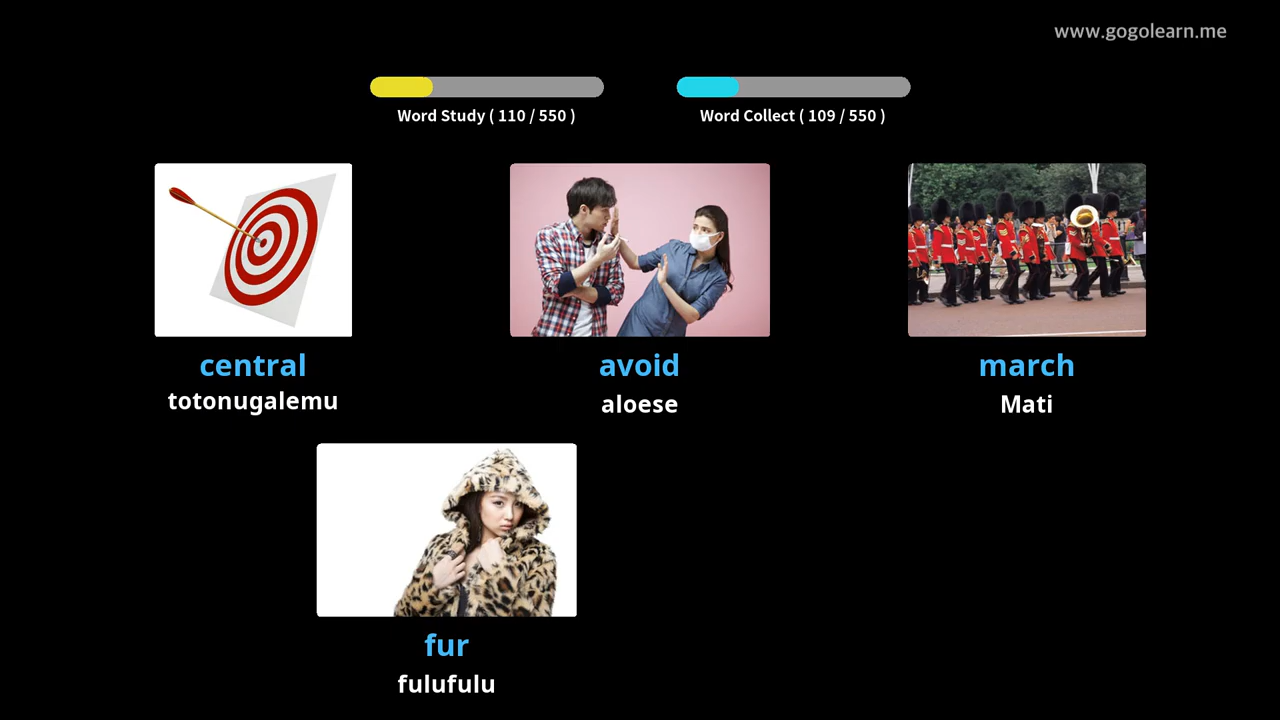 www.gogolearn.me
Word Study ( 110 / 550 )
Word Collect ( 109 / 550 )
central
totonugalemu
avoid
aloese
march
Mati
fur
fulufulu